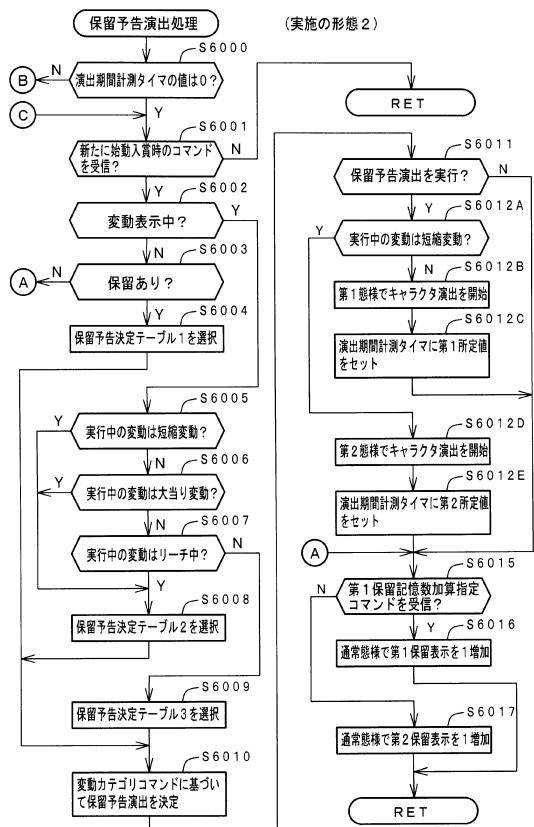 保留予告演出処理
(実施の形態2)
S6000
演出期間計測タイマの値は0?
N
B
Y
C
S6001
新たに始動入賞時のコマンド
を受信?
N
RET
Y
S6002
変動表示中?
Y
N
S6003
保留あり?
N
A
Y
S6004
保留予告決定テーブル1を選択
S6005
実行中の変動は短縮変動?
Y
N
S6006
実行中の変動は大当り変動?
Y
N
S6007
実行中の変動はリーチ中?
N
Y
S6008
保留予告決定テーブル2を選択
S6009
保留予告決定テーブル3を選択
S6010
変動カテゴリコマンドに基づい
て保留予告演出を決定
S6011
保留予告演出を実行?
N
Y
S6012A
実行中の変動は短縮変動?
Y
N
S6012B
第1態様でキャラクタ演出を開始
S6012C
演出期間計測タイマに第1所定値
をセット
S6012D
第2態様でキャラクタ演出を開始
S6012E
演出期間計測タイマに第2所定値
をセット
A
S6015
第1保留記憶数加算指定
コマンドを受信?
N
Y
S6016
通常態様で第1保留表示を1増加
S6017
通常態様で第2保留表示を1増加
RET